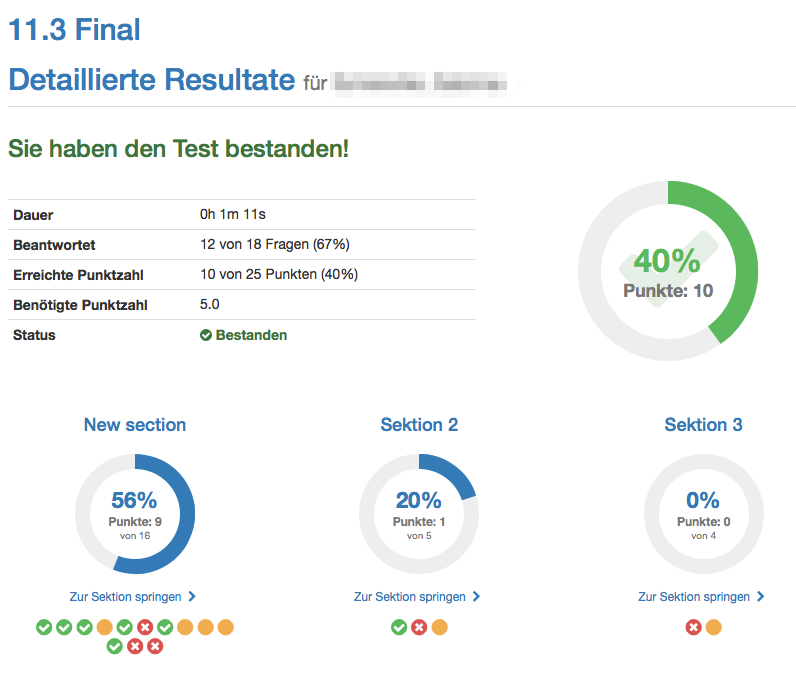 11.3 Final
Detaillierte Resultate für
Sie haben den Test bestanden!
Dauer 0h 1m 11s
Beantwortet 12 von 18 Fragen (67%)
Erreichte Punktzahl 10 von 25 Punkten (40%)
Benötigte Punktzahl 5.0
Status Bestanden
40%
Punkte: 10
New section Sektion 2 Sektion 3
56% 20% 0%
Punkte: 9 Punkte: 1 Punkte: 0
von 16 von 5 von 4
Zur Sektion springen Zur Sektion springen Zur Sektion springen